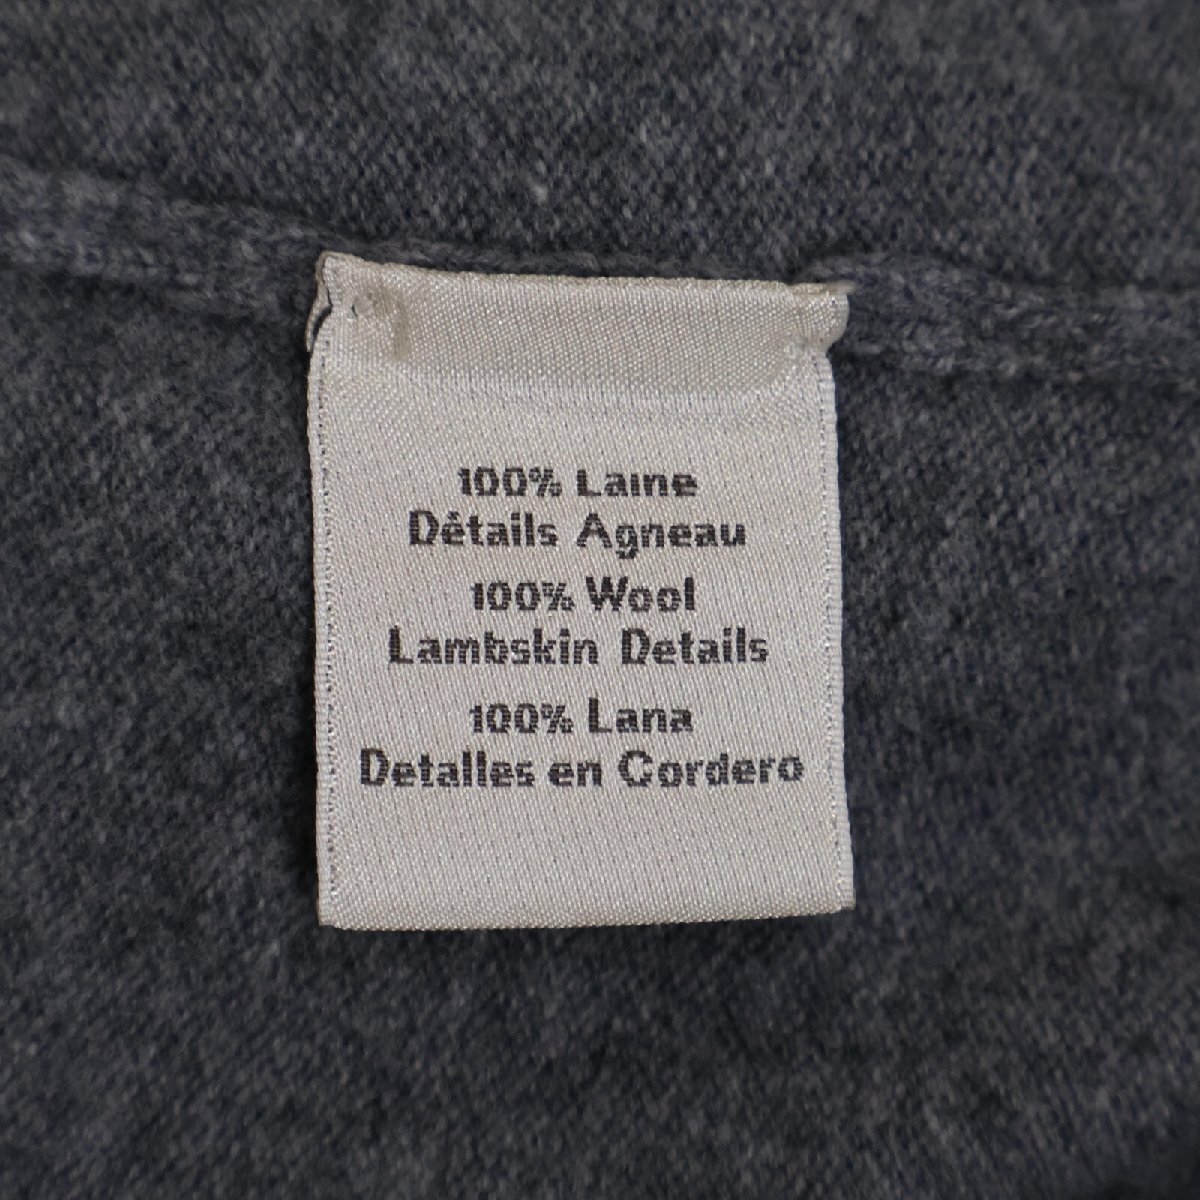 100% Laine
Détails Agneau
100% Wool
Lambskin Details
100% Lana
Detalles en Cordero